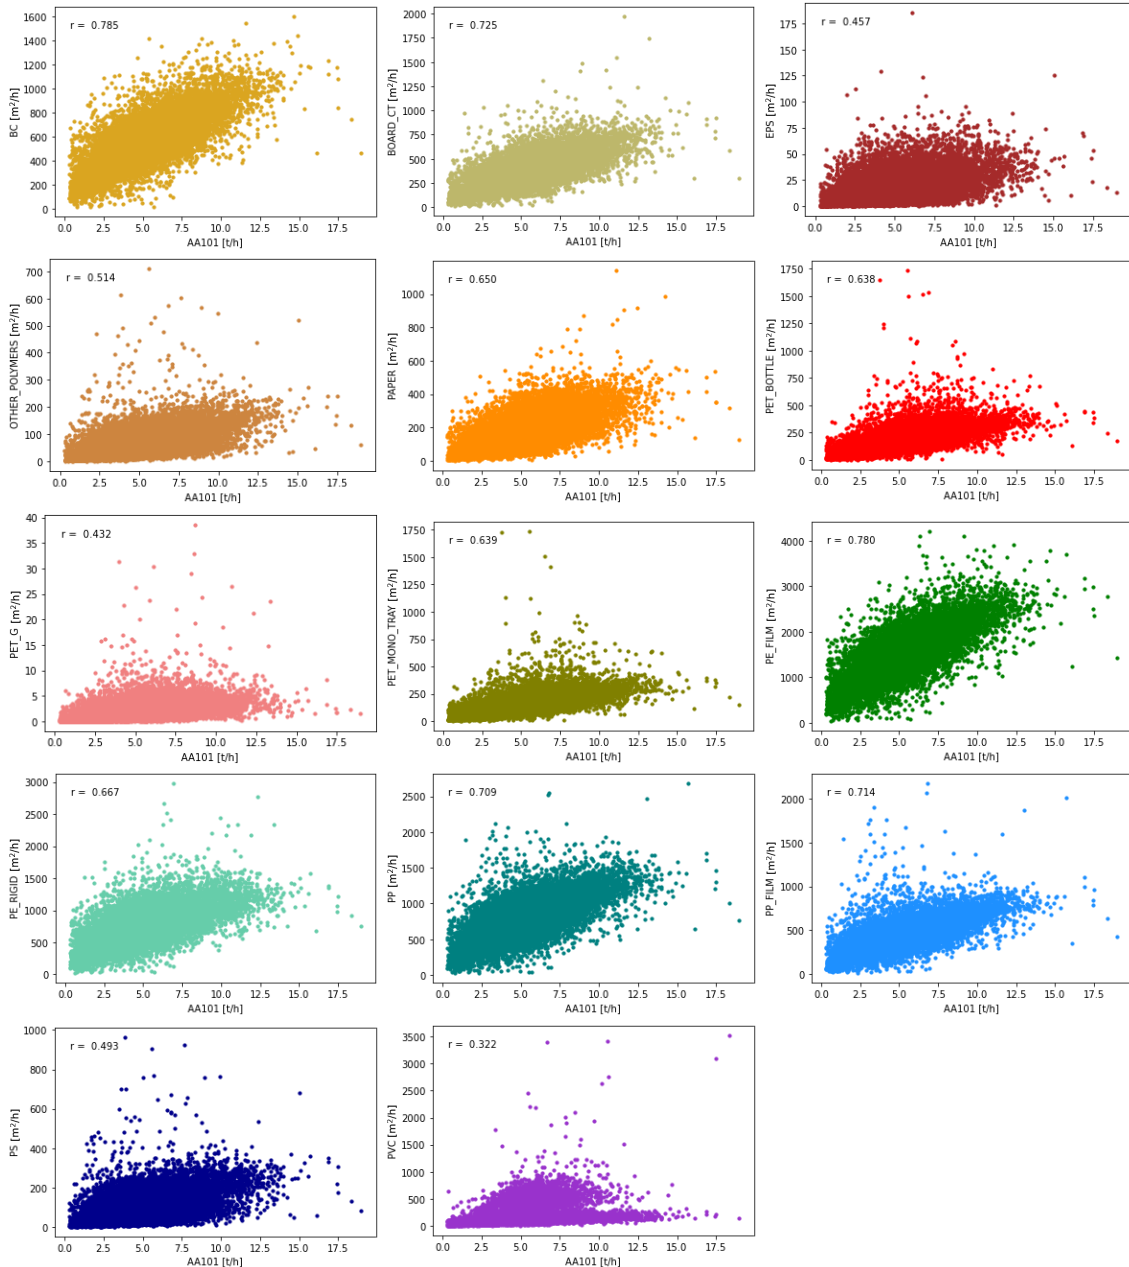 r = 0.785
1600
1400
1200
1000
800
600
400
200
0
BC [m²/h]
0.0 2.5 5.0 7.5 10.0 12.5 15.0 17.5
AA101 [t/h]
r = 0.725
2000
1750
1500
1250
1000
750
500
250
0
BOARD_CT [m²/h]
0.0 2.5 5.0 7.5 10.0 12.5 15.0 17.5
AA101 [t/h]
r = 0.457
175
150
125
100
75
50
25
0
EPS [m²/h]
0.0 2.5 5.0 7.5 10.0 12.5 15.0 17.5
AA101 [t/h]
r = 0.514
700
600
500
400
300
200
100
0
OTHER_POLYMERS [m²/h]
0.0 2.5 5.0 7.5 10.0 12.5 15.0 17.5
AA101 [t/h]
r = 0.650
1000
800
600
400
200
0
PAPER [m²/h]
0.0 2.5 5.0 7.5 10.0 12.5 15.0 17.5
AA101 [t/h]
r = 0.638
1750
1500
1250
1000
750
500
250
0
PET_BOTTLE [m²/h]
0.0 2.5 5.0 7.5 10.0 12.5 15.0 17.5
AA101 [t/h]
r = 0.432
40
35
30
25
20
15
10
5
0
PET_G [m²/h]
0.0 2.5 5.0 7.5 10.0 12.5 15.0 17.5
AA101 [t/h]
r = 0.639
1750
1500
1250
1000
750
500
250
0
PET_MONO_TRAY [m²/h]
0.0 2.5 5.0 7.5 10.0 12.5 15.0 17.5
AA101 [t/h]
r = 0.780
4000
3000
2000
1000
0
PE_FILM [m²/h]
0.0 2.5 5.0 7.5 10.0 12.5 15.0 17.5
AA101 [t/h]
r = 0.667
3000
2500
2000
1500
1000
500
0
PE_RIGID [m²/h]
0.0 2.5 5.0 7.5 10.0 12.5 15.0 17.5
AA101 [t/h]
r = 0.709
2500
2000
1500
1000
500
0
PP [m²/h]
0.0 2.5 5.0 7.5 10.0 12.5 15.0 17.5
AA101 [t/h]
r = 0.714
2000
1500
1000
500
0
PP_FILM [m²/h]
0.0 2.5 5.0 7.5 10.0 12.5 15.0 17.5
AA101 [t/h]
r = 0.493
1000
800
600
400
200
0
PS [m²/h]
0.0 2.5 5.0 7.5 10.0 12.5 15.0 17.5
AA101 [t/h]
r = 0.322
3500
3000
2500
2000
1500
1000
500
0
PVC [m²/h]
0.0 2.5 5.0 7.5 10.0 12.5 15.0 17.5
AA101 [t/h]